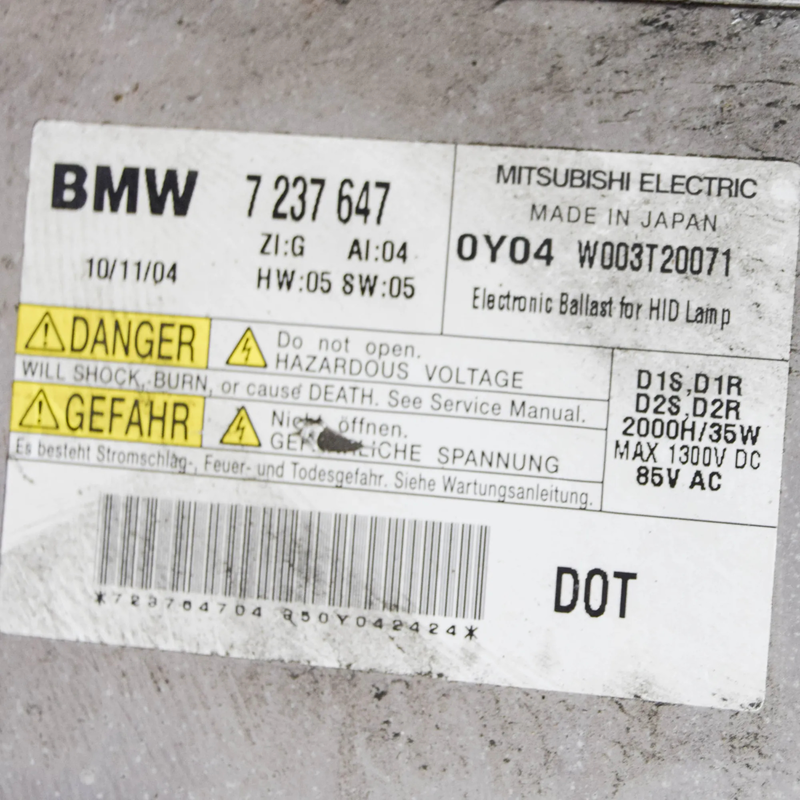 BMW 7 237 647
ZI:G AI:04
10/11/04 HW:05 SW:05
MITSUBISHI ELECTRIC
MADE IN JAPAN
0Y04 W003T20071
Electronic Ballast for HID Lamp
DANGER Do not open.
HAZARDOUS VOLTAGE
WILL SHOCK, BURN, or cause DEATH. See Service Manual.
GEFAHR öffnen.
SPANNUNG
Es besteht Stromschlag-, Feuer- und Todesgefahr. Siehe Wartungsanleitung.
D1S,D1R
D2S,D2R
2000H/35W
MAX 1300V DC
85V AC
DOT